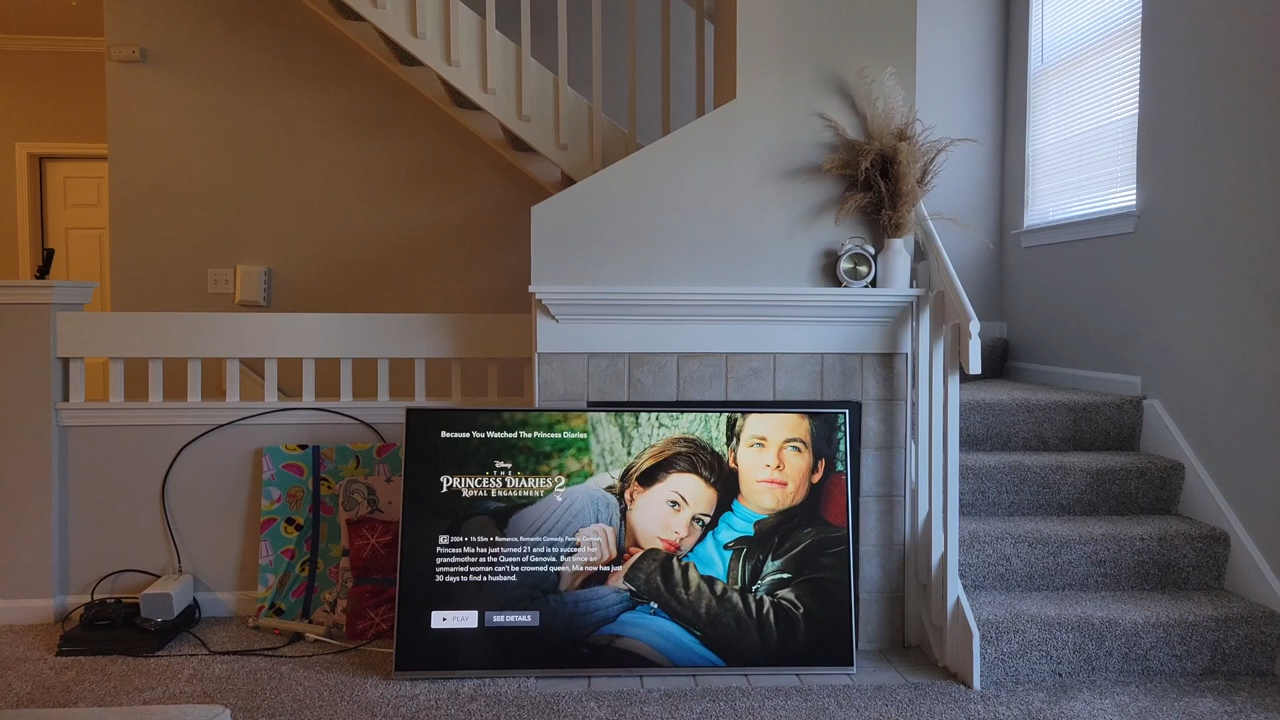 Because You Watched The Princess Diaries
Disney
THE
PRINCESS DIARIES 2
ROYAL ENGAGEMENT
G 2004 • 1h 55m • Romance, Romantic Comedy, Family, Comedy
Princess Mia has just turned 21 and is to succeed her
grandmother as the Queen of Genovia. But since an
unmarried woman can't be crowned queen, Mia now has just
30 days to find a husband.
PLAY
SEE DETAILS